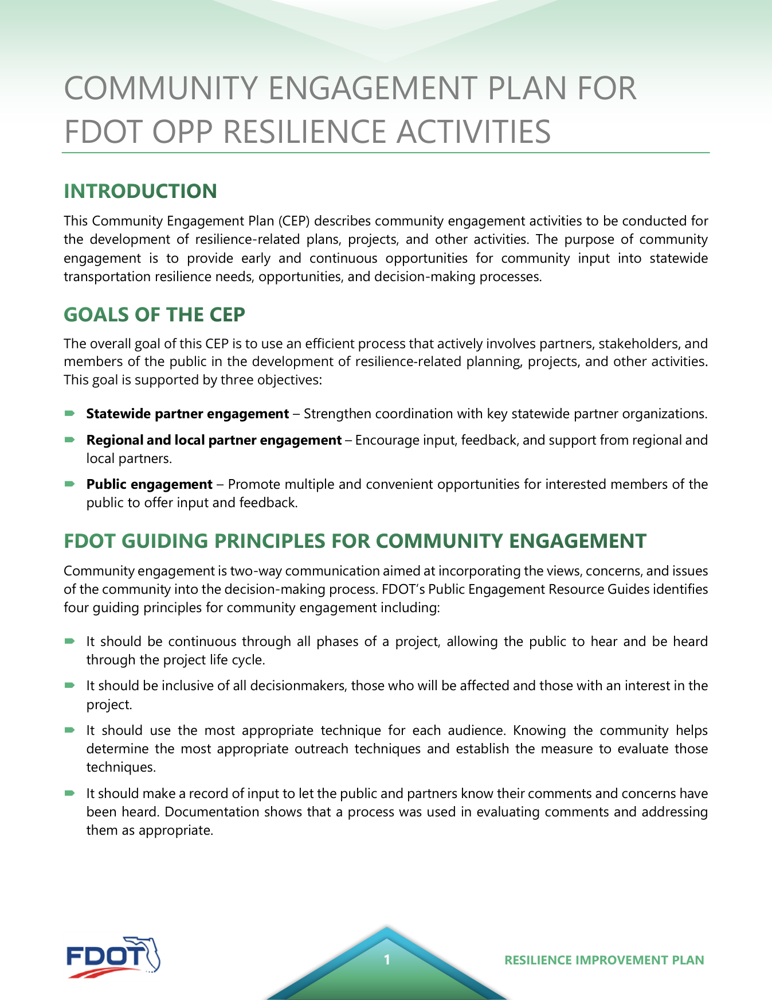 COMMUNITY ENGAGEMENT PLAN FOR
FDOT OPP RESILIENCE ACTIVITIES
INTRODUCTION
This Community Engagement Plan (CEP) describes community engagement activities to be conducted for
the development of resilience-related plans, projects, and other activities. The purpose of community
engagement is to provide early and continuous opportunities for community input into statewide
transportation resilience needs, opportunities, and decision-making processes.
GOALS OF THE CEP
The overall goal of this CEP is to use an efficient process that actively involves partners, stakeholders, and
members of the public in the development of resilience-related planning, projects, and other activities.
This goal is supported by three objectives:
Statewide partner engagement – Strengthen coordination with key statewide partner organizations.
Regional and local partner engagement – Encourage input, feedback, and support from regional and
local partners.
Public engagement – Promote multiple and convenient opportunities for interested members of the
public to offer input and feedback.
FDOT GUIDING PRINCIPLES FOR COMMUNITY ENGAGEMENT
Community engagement is two-way communication aimed at incorporating the views, concerns, and issues
of the community into the decision-making process. FDOT’s Public Engagement Resource Guides identifies
four guiding principles for community engagement including:
It should be continuous through all phases of a project, allowing the public to hear and be heard
through the project life cycle.
It should be inclusive of all decisionmakers, those who will be affected and those with an interest in the
project.
It should use the most appropriate technique for each audience. Knowing the community helps
determine the most appropriate outreach techniques and establish the measure to evaluate those
techniques.
It should make a record of input to let the public and partners know their comments and concerns have
been heard. Documentation shows that a process was used in evaluating comments and addressing
them as appropriate.
FDOT
1
RESILIENCE IMPROVEMENT PLAN